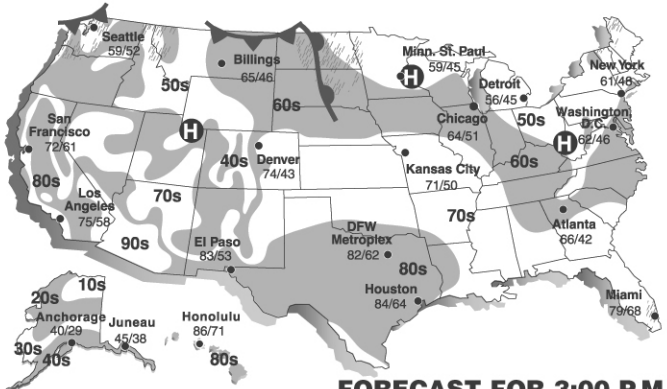 Seattle
59/52
Billings
65/46
Minn. St. Paul
59/45
H
Detroit
56/45
New York
61/48
50s
60s
Chicago
64/51
50s
Washington,
D.C.
62/46
H
San
Francisco
72/61
H
40s
Denver
74/43
Kansas City
71/50
60s
80s
Los
Angeles
75/58
70s
70s
Atlanta
66/42
90s
El Paso
83/53
DFW
Metroplex
82/62
80s
Houston
84/64
Miami
79/68
10s
20s
Anchorage
40/29
Juneau
45/38
Honolulu
86/71
30s
40s
80s
FORECAST FOR 3:00 P.M